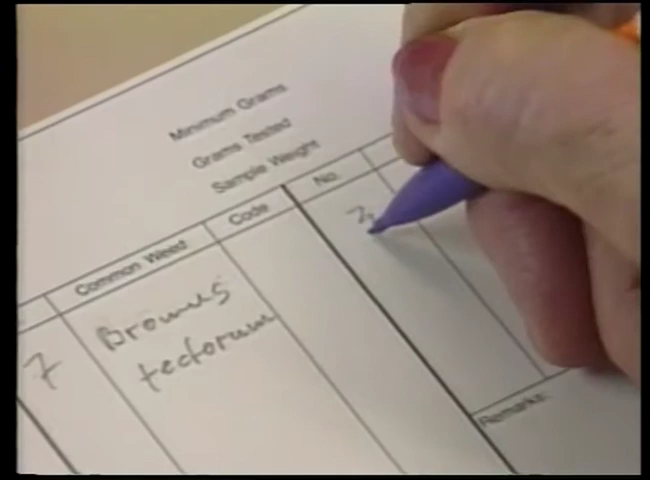 Minimum Grams
Grams Tested
Sample Weight
Common Weed Code No.
7 Bromus
tectorum
Remarks: